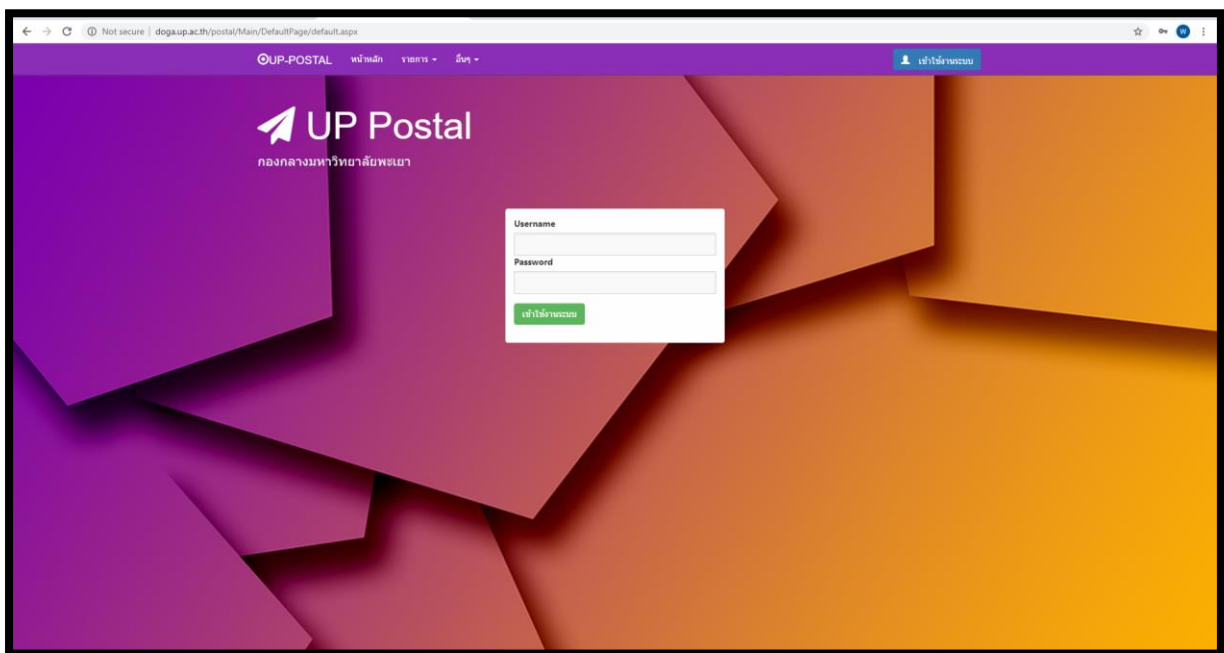 Not secure | doga.up.ac.th/postal/Main/DefaultPage/default.aspx
W
UP-POSTAL หน้าหลัก รายการ อื่นๆ เข้าใช้งานระบบ
UP Postal
กองกลางมหาวิทยาลัยพะเยา
Username
Password
เข้าใช้งานระบบ